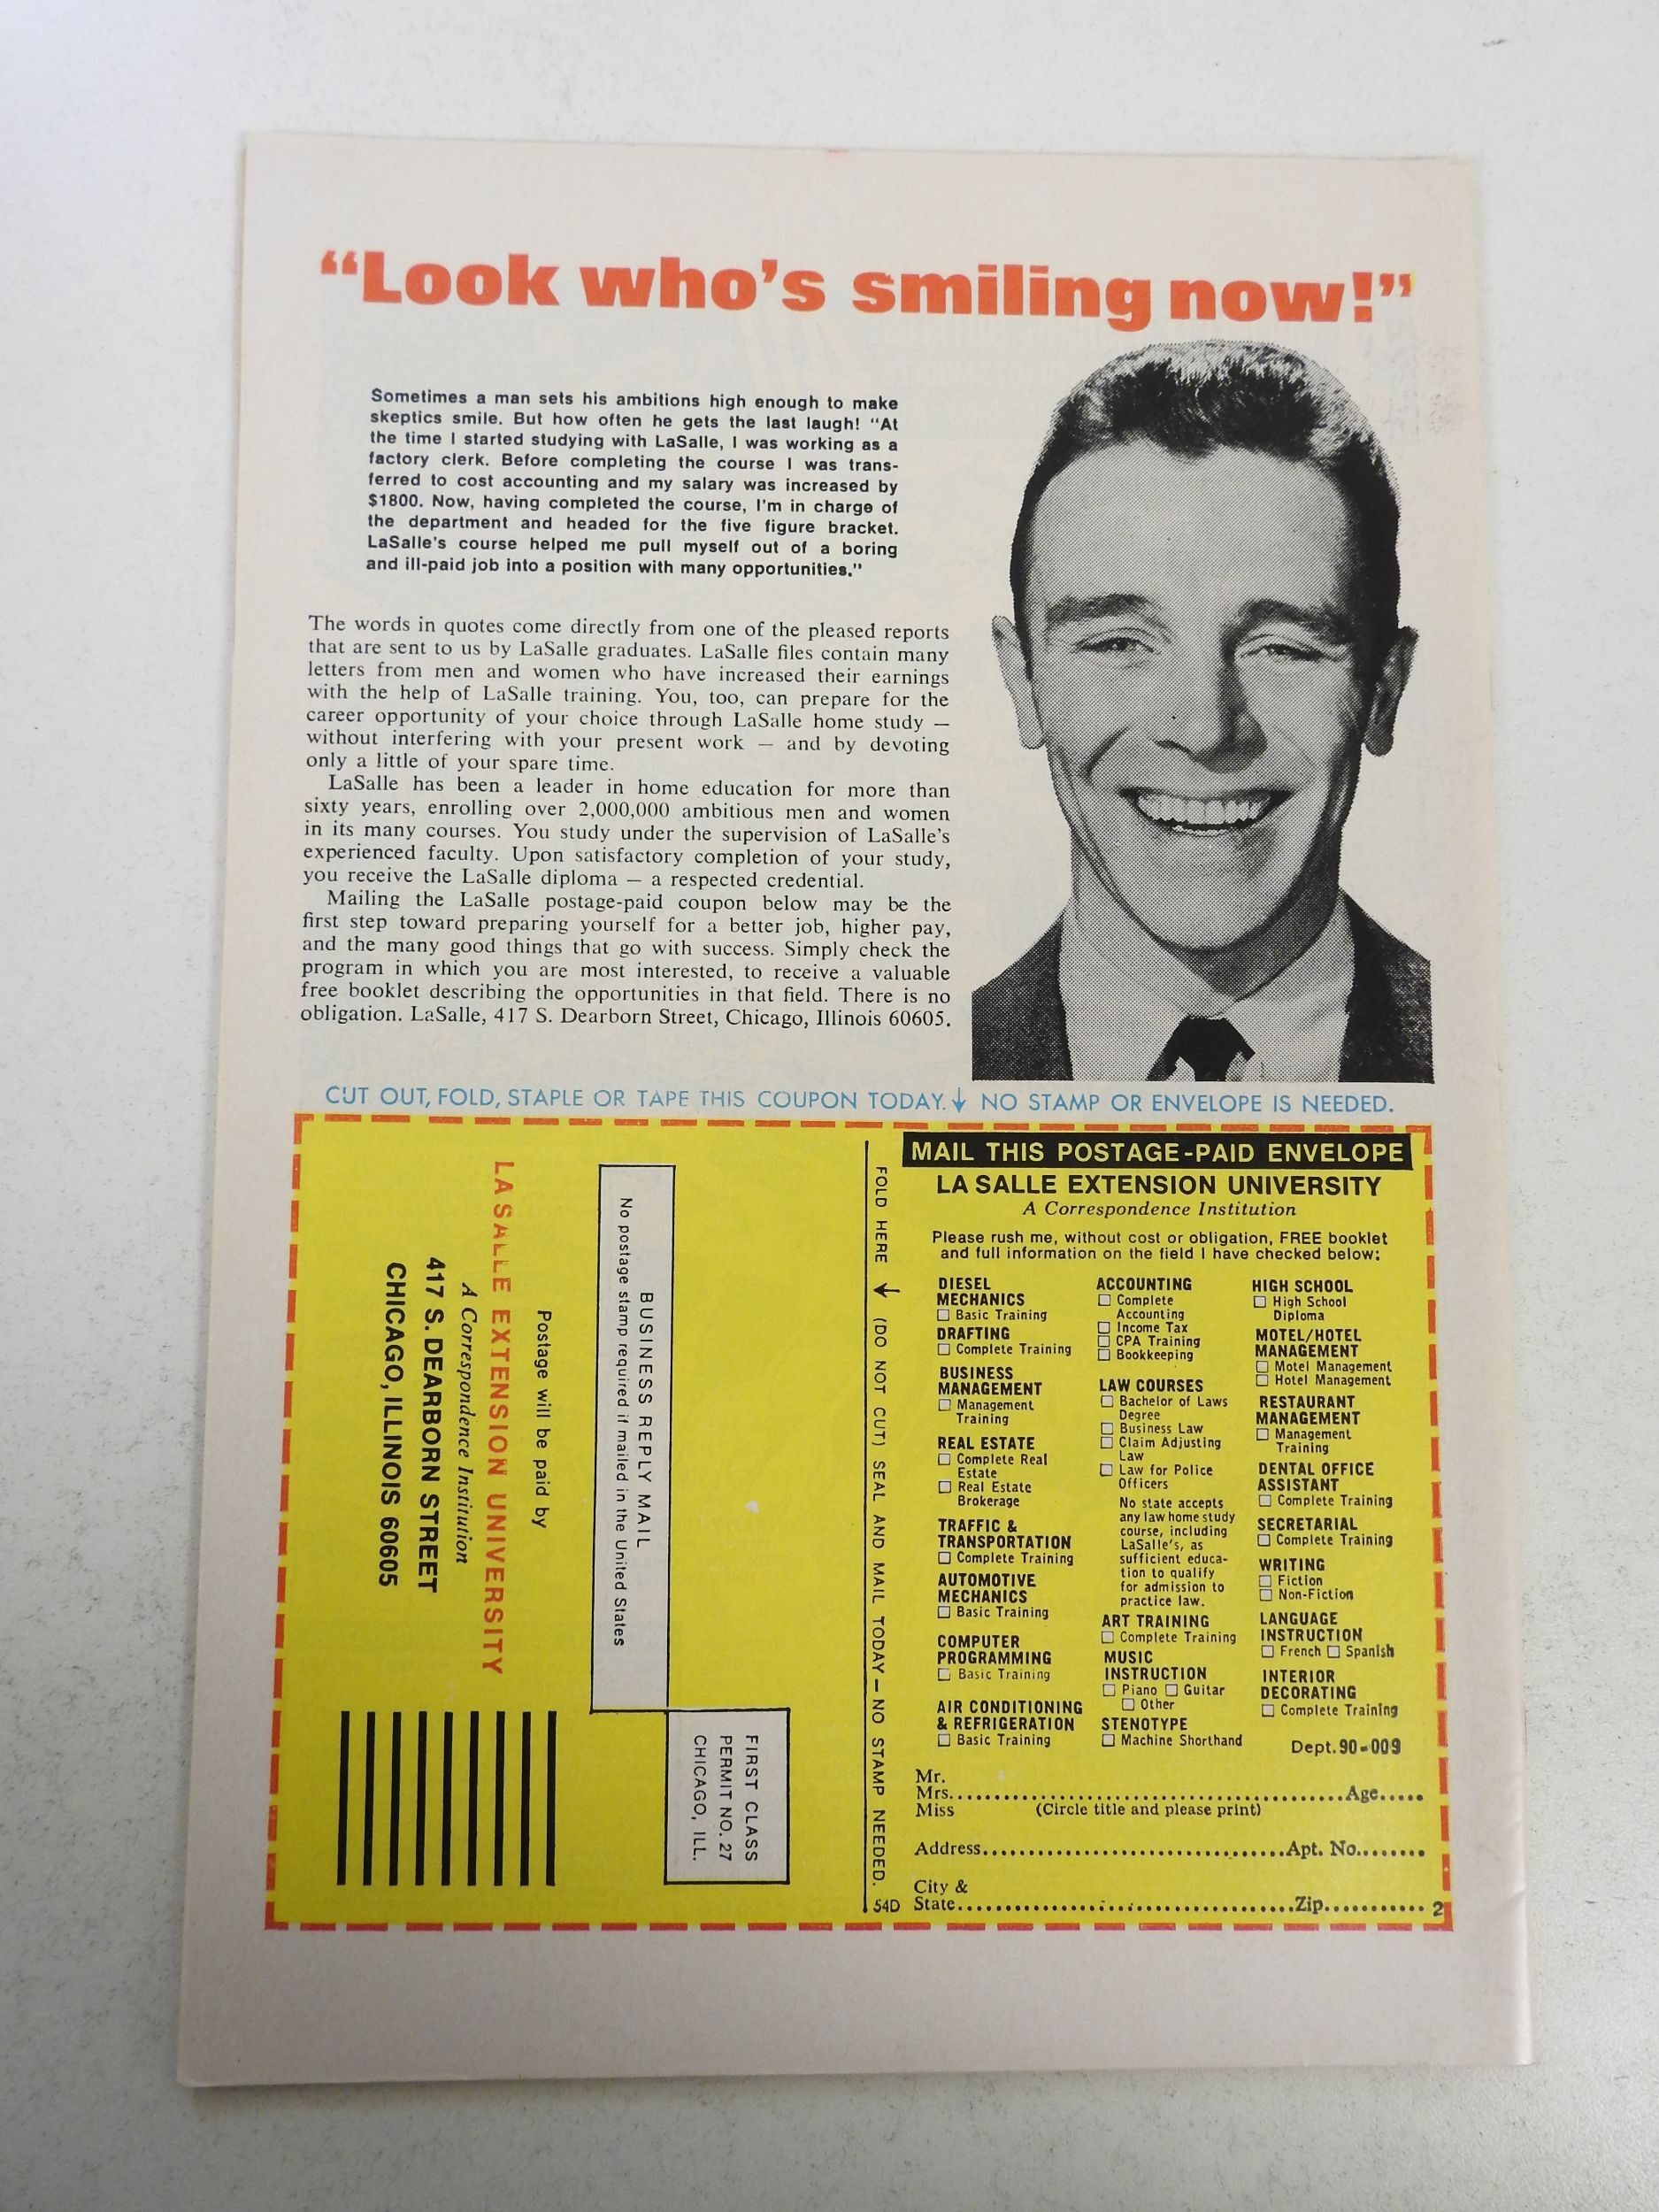 “Look who’s smiling now!”
Sometimes a man sets his ambitions high enough to make
skeptics smile. But how often he gets the last laugh! “At
the time I started studying with LaSalle, I was working as a
factory clerk. Before completing the course I was trans-
ferred to cost accounting and my salary was increased by
$1800. Now, having completed the course, I’m in charge of
the department and headed for the five figure bracket.
LaSalle’s course helped me pull myself out of a boring
and ill-paid job into a position with many opportunities.”
The words in quotes come directly from one of the pleased reports
that are sent to us by LaSalle graduates. LaSalle files contain many
letters from men and women who have increased their earnings
with the help of LaSalle training. You, too, can prepare for the
career opportunity of your choice through LaSalle home study —
without interfering with your present work — and by devoting
only a little of your spare time.
LaSalle has been a leader in home education for more than
sixty years, enrolling over 2,000,000 ambitious men and women
in its many courses. You study under the supervision of LaSalle’s
experienced faculty. Upon satisfactory completion of your study,
you receive the LaSalle diploma — a respected credential.
Mailing the LaSalle postage-paid coupon below may be the
first step toward preparing yourself for a better job, higher pay,
and the many good things that go with success. Simply check the
program in which you are most interested, to receive a valuable
free booklet describing the opportunities in that field. There is no
obligation. LaSalle, 417 S. Dearborn Street, Chicago, Illinois 60605.
CUT OUT, FOLD, STAPLE OR TAPE THIS COUPON TODAY. ↓ NO STAMP OR ENVELOPE IS NEEDED.
FIRST CLASS
PERMIT NO. 27
CHICAGO, ILL.
BUSINESS REPLY MAIL
No postage stamp required if mailed in the United States
Postage will be paid by
LASALLE EXTENSION UNIVERSITY
A Correspondence Institution
417 S. DEARBORN STREET
CHICAGO, ILLINOIS 60605
FOLD HERE ↓ (DO NOT CUT) SEAL AND MAIL TODAY — NO STAMP NEEDED.
54D
MAIL THIS POSTAGE-PAID ENVELOPE
LA SALLE EXTENSION UNIVERSITY
A Correspondence Institution
Please rush me, without cost or obligation, FREE booklet
and full information on the field I have checked below:
DIESEL
MECHANICS
☐ Basic Training
DRAFTING
☐ Complete Training
BUSINESS
MANAGEMENT
☐ Management
Training
REAL ESTATE
☐ Complete Real
Estate
☐ Real Estate
Brokerage
TRAFFIC &
TRANSPORTATION
☐ Complete Training
AUTOMOTIVE
MECHANICS
☐ Basic Training
COMPUTER
PROGRAMMING
☐ Basic Training
AIR CONDITIONING
& REFRIGERATION
☐ Basic Training
ACCOUNTING
☐ Complete
Accounting
☐ Income Tax
☐ CPA Training
☐ Bookkeeping
LAW COURSES
☐ Bachelor of Laws
Degree
☐ Business Law
☐ Claim Adjusting
Law
☐ Law for Police
Officers
No state accepts
any law home study
course, including
LaSalle’s, as
sufficient educa-
tion to qualify
for admission to
practice law.
ART TRAINING
☐ Complete Training
MUSIC
INSTRUCTION
☐ Piano ☐ Guitar
☐ Other
STENOTYPE
☐ Machine Shorthand
HIGH SCHOOL
☐ High School
Diploma
MOTEL/HOTEL
MANAGEMENT
☐ Motel Management
☐ Hotel Management
RESTAURANT
MANAGEMENT
☐ Management
Training
DENTAL OFFICE
ASSISTANT
☐ Complete Training
SECRETARIAL
☐ Complete Training
WRITING
☐ Fiction
☐ Non-Fiction
LANGUAGE
INSTRUCTION
☐ French ☐ Spanish
INTERIOR
DECORATING
☐ Complete Training
Dept. 90-009
Mr.
Mrs. Age
Miss (Circle title and please print)
Address Apt. No.
City &
State Zip 2